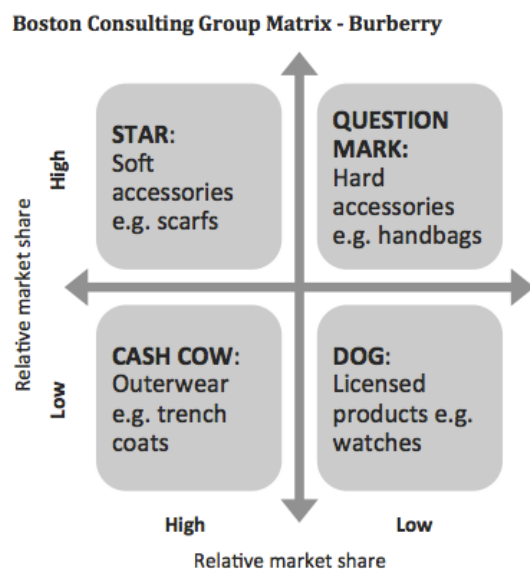 Boston Consulting Group Matrix - Burberry
STAR:
Soft
accessories
e.g. scarfs
QUESTION
MARK:
Hard
accessories
e.g. handbags
High
Relative market share
Low
CASH COW:
Outerwear
e.g. trench
coats
DOG:
Licensed
products e.g.
watches
High
Low
Relative market share